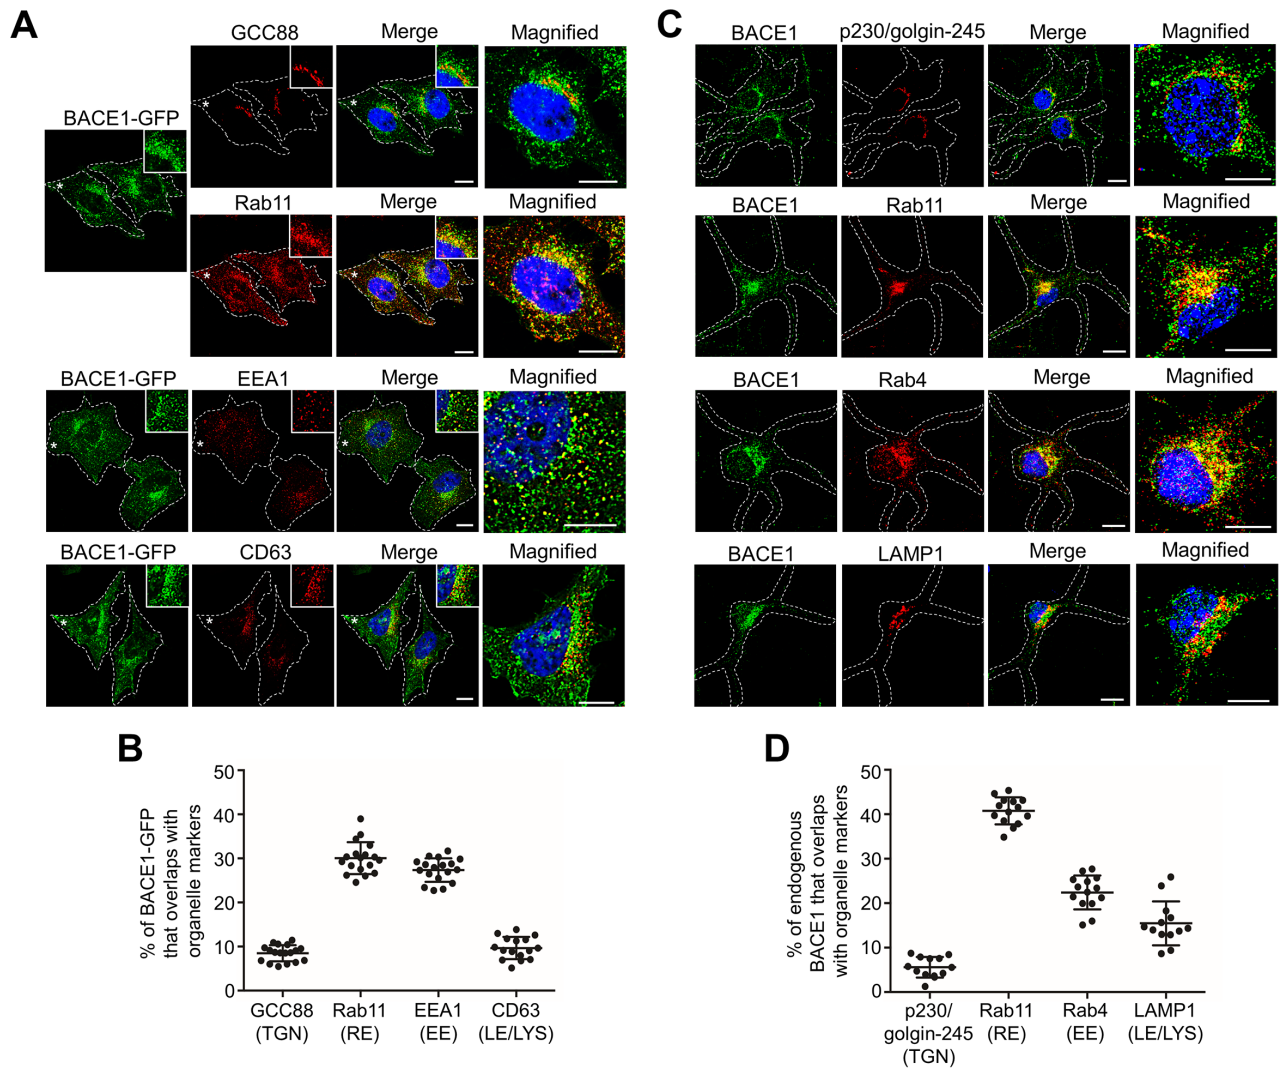 A
GCC88
Merge
Magnified
BACE1-GFP
*
*
*
Rab11
Merge
Magnified
*
*
BACE1-GFP
EEA1
Merge
Magnified
*
*
*
BACE1-GFP
CD63
Merge
Magnified
*
*
*
C
BACE1
p230/golgin-245
Merge
Magnified
BACE1
Rab11
Merge
Magnified
BACE1
Rab4
Merge
Magnified
BACE1
LAMP1
Merge
Magnified
B
% of BACE1-GFP
that overlaps with
organelle markers
50
40
30
20
10
0
GCC88
(TGN)
Rab11
(RE)
EEA1
(EE)
CD63
(LE/LYS)
D
% of endogenous
BACE1 that overlaps
with organelle markers
50
40
30
20
10
0
p230/
golgin-245
(TGN)
Rab11
(RE)
Rab4
(EE)
LAMP1
(LE/LYS)